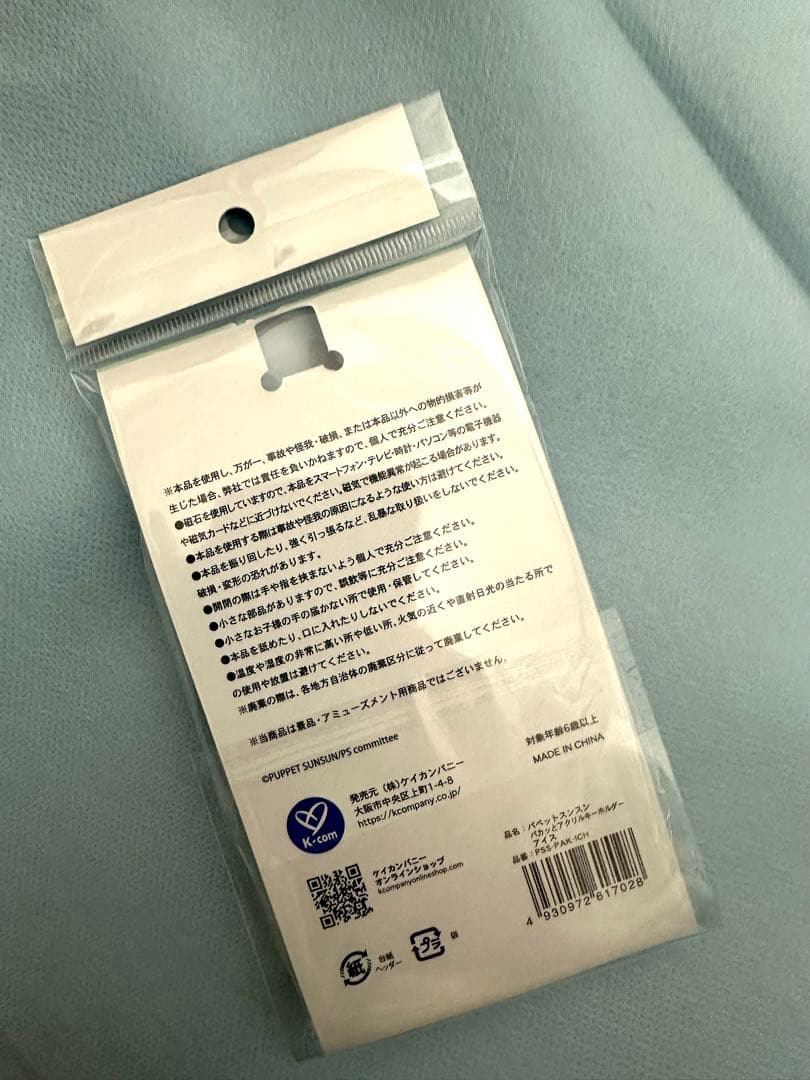 ※本品を使用し、万が一、事故や怪我・破損、または本品以外への物的損害等が
生じた場合、弊社では責任を負いかねますので、個人で充分ご注意ください。
●磁石を使用していますので、本品をスマートフォン・テレビ・時計・パソコン等の電子機器
や磁気カードなどに近づけないでください。磁気で機能異常が起こる場合があります。
●本品を使用する際は事故や怪我の原因になるような使い方は避けてください。
●本品を振り回したり、強く引っ張るなど、乱暴な取り扱いをしないでください。
破損・変形の恐れがあります。
●開閉の際は手や指を挟まないよう個人で充分ご注意ください。
●小さな部品がありますので、誤飲等に充分ご注意ください。
●小さなお子様の手の届かない所で使用・保管してください。
●本品を舐めたり、口に入れたりしないでください。
●温度や湿度の非常に高い所や低い所、火気の近くや直射日光の当たる所で
の使用や放置は避けてください。
※廃棄の際は、各地方自治体の廃棄区分に従って廃棄してください。
※当商品は景品・アミューズメント用商品ではございません。
©PUPPET SUNSUN/PS committee
対象年齢6歳以上
MADE IN CHINA
K-com
発売元 (株)ケイカンパニー
大阪市中央区上町1-4-8
https://kcompany.co.jp/
ケイカンパニー
オンラインショップ
kcompanyonlineshop.com
品名：パペットスンスン
パカッとアクリルキーホルダー
アイス
品番：PSS-PAK-ICH
4 930972 617028
紙
台紙
ヘッダー
プラ
袋